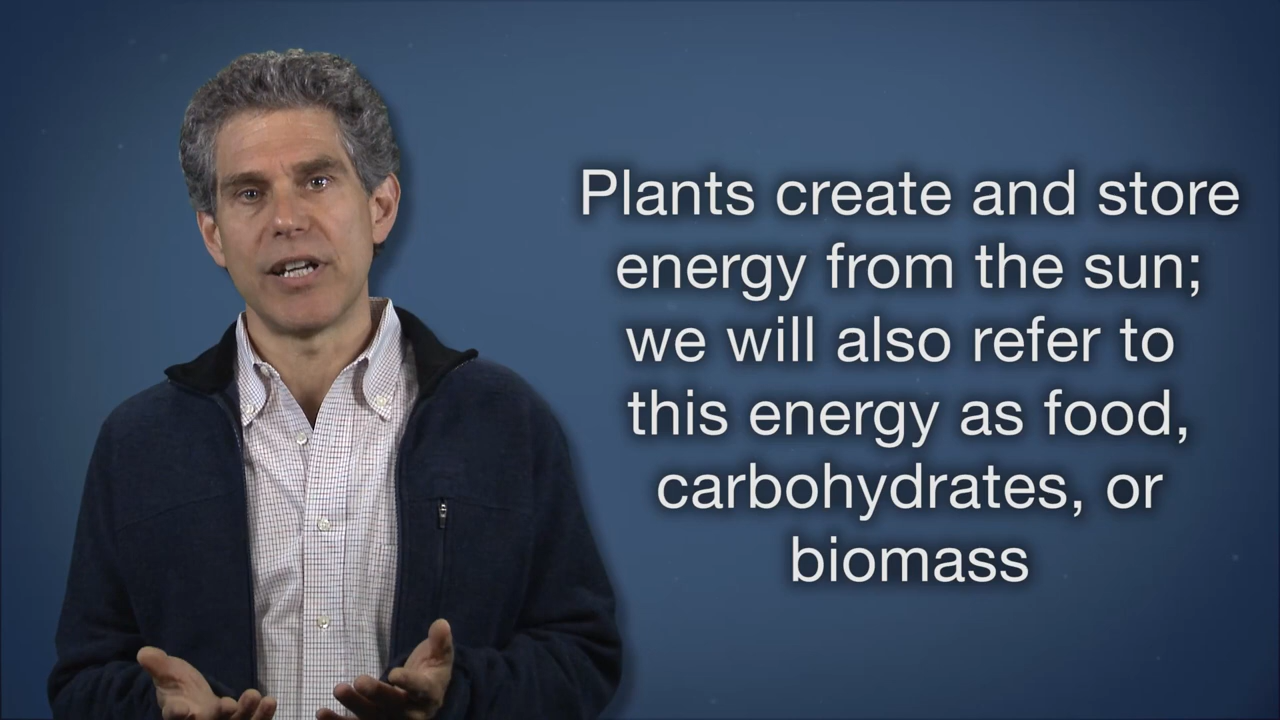 Plants create and store
energy from the sun;
we will also refer to
this energy as food,
carbohydrates, or
biomass